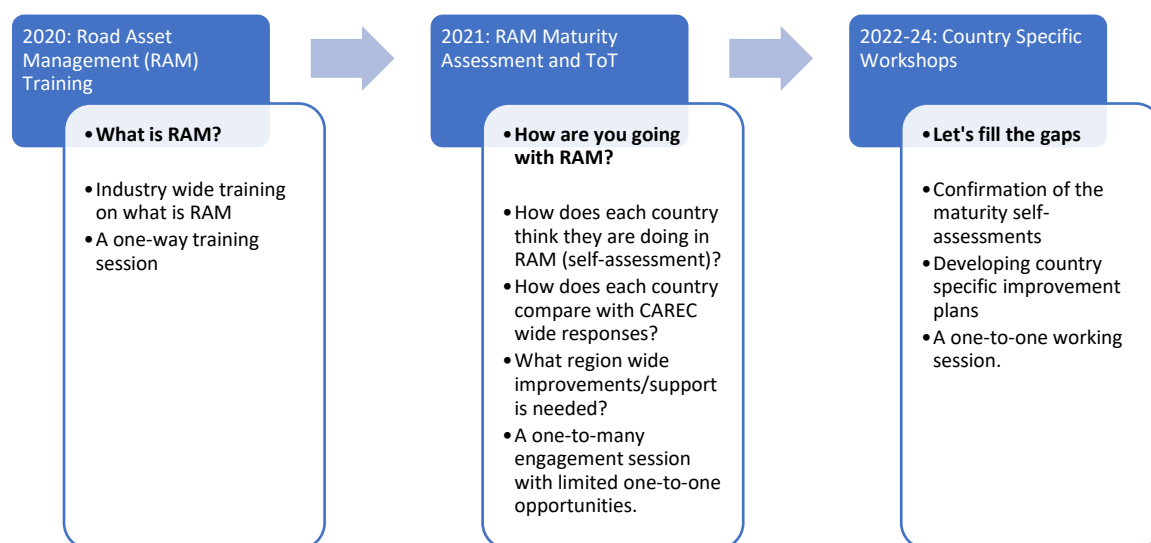 2020: Road Asset
Management (RAM)
Training
•What is RAM?
•Industry wide training
on what is RAM
•A one-way training
session
2021: RAM Maturity
Assessment and ToT
•How are you going
with RAM?
•How does each country
think they are doing in
RAM (self-assessment)?
•How does each country
compare with CAREC
wide responses?
•What region wide
improvements/support
is needed?
•A one-to-many
engagement session
with limited one-to-one
opportunities.
2022-24: Country Specific
Workshops
•Let's fill the gaps
•Confirmation of the
maturity self-
assessments
•Developing country
specific improvement
plans
•A one-to-one working
session.